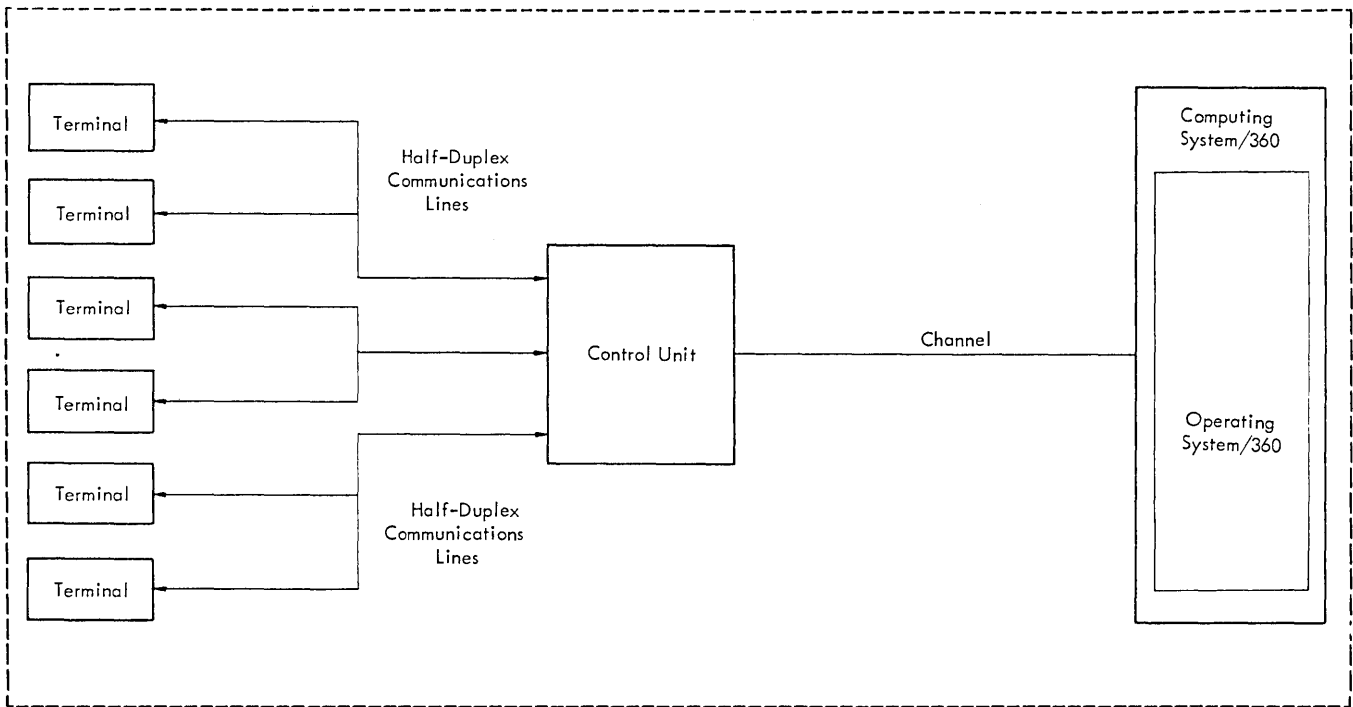 Terminal
Terminal
Terminal
Terminal
Terminal
Terminal
Half-Duplex
Communications
Lines
Half-Duplex
Communications
Lines
Control Unit
Channel
Computing
System/360
Operating
System/360